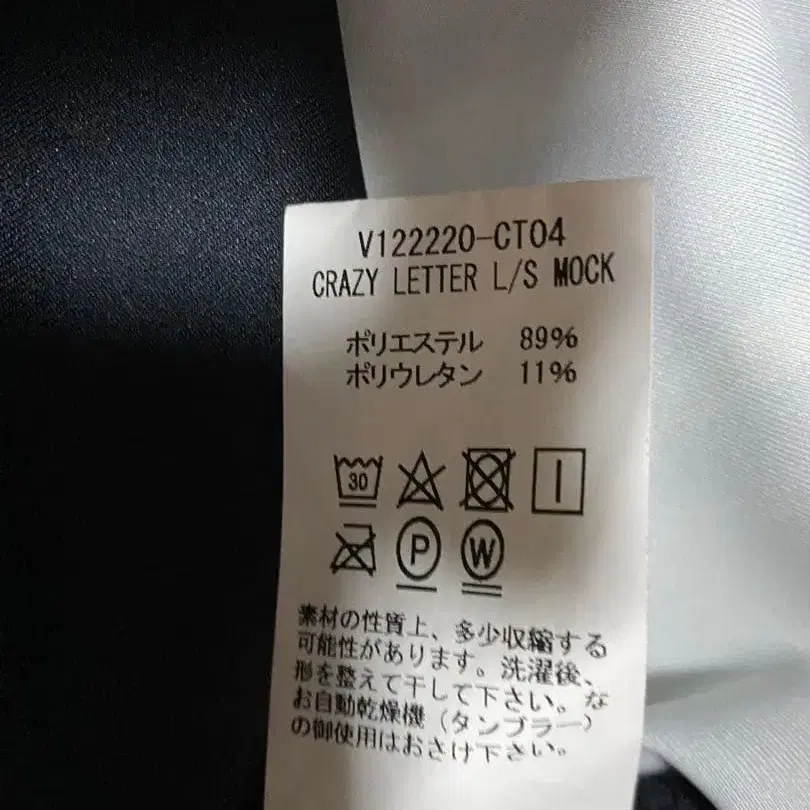 V122220-CT04
CRAZY LETTER L/S MOCK
ポリエステル 89%
ポリウレタン 11%
30
P W
素材の性質上、多少収縮する
可能性があります。洗濯後、
形を整えて干して下さい。な
お自動乾燥機（タンブラー）
の御使用はおさけ下さい。